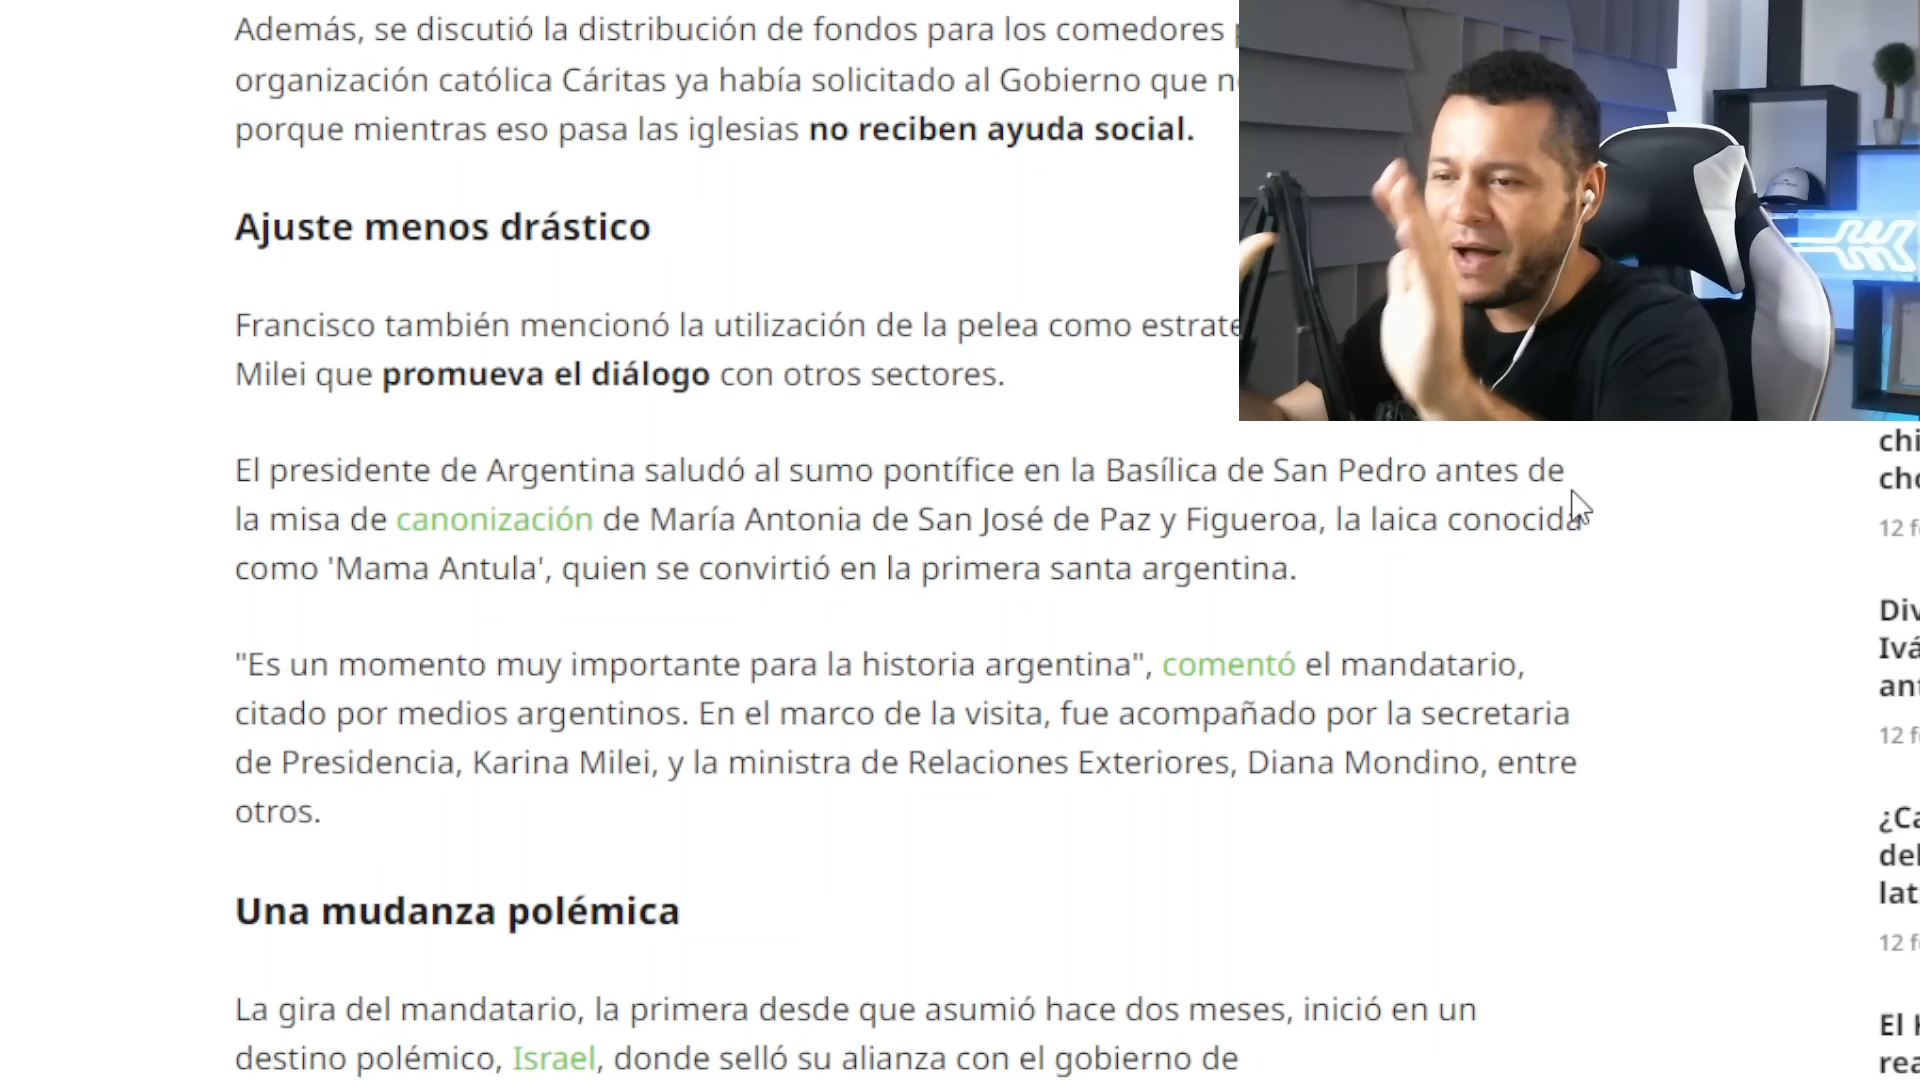 Además, se discutió la distribución de fondos para los comedores
organización católica Cáritas ya había solicitado al Gobierno que
porque mientras eso pasa las iglesias no reciben ayuda social.
Ajuste menos drástico
Francisco también mencionó la utilización de la pelea como
Milei que promueva el diálogo con otros sectores.
El presidente de Argentina saludó al sumo pontífice en la Basílica de San Pedro antes de
la misa de canonización de María Antonia de San José de Paz y Figueroa, la laica conocida
como 'Mama Antula', quien se convirtió en la primera santa argentina.
"Es un momento muy importante para la historia argentina", comentó el mandatario,
citado por medios argentinos. En el marco de la visita, fue acompañado por la secretaria
de Presidencia, Karina Milei, y la ministra de Relaciones Exteriores, Diana Mondino, entre
otros.
Una mudanza polémica
La gira del mandatario, la primera desde que asumió hace dos meses, inició en un
destino polémico, Israel, donde selló su alianza con el gobierno de
12
12
12
El